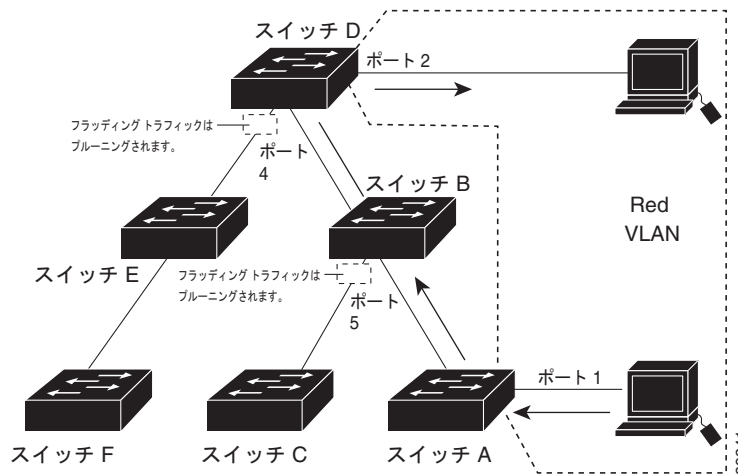 スイッチ D
ポート 2
フラッディング トラフィックは
プルーニングされます。
ポート
4
スイッチ B
Red
VLAN
スイッチ E
フラッディング トラフィックは
プルーニングされます。
ポート
5
ポート 1
スイッチ F
スイッチ C
スイッチ A